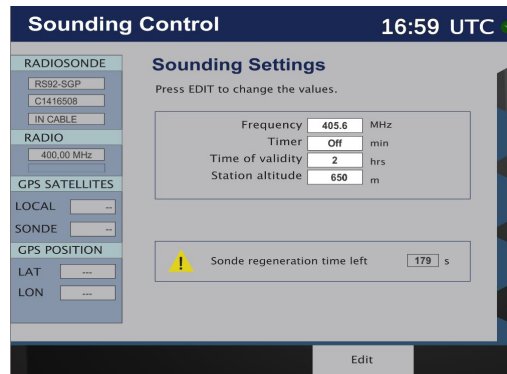 Sounding Control
16:59 UTC
RADIOSONDE
RS92-SGP
C1416508
IN CABLE
RADIO
400,00 MHz
GPS SATELLITES
LOCAL --
SONDE --
GPS POSITION
LAT ---
LON ---
Sounding Settings
Press EDIT to change the values.
Frequency 405.6 MHz
Timer Off min
Time of validity 2 hrs
Station altitude 650 m
Sonde regeneration time left 179 s
Edit